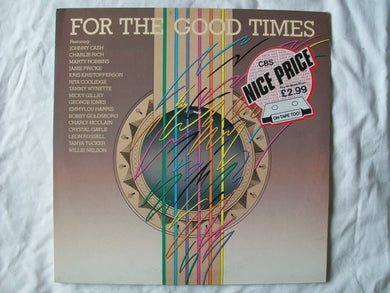 FOR THE GOOD TIMES
Featuring:
JOHNNY CASH
CHARLIE RICH
MARTY ROBBINS
JANIE FRICKE
KRIS KRISTOFFERSON
RITA COOLIDGE
TAMMY WYNETTE
MICKY GILLEY
GEORGE JONES
EMMYLOU HARRIS
BOBBY GOLDSBORO
CHARLY McCLAIN
CRYSTAL GAYLE
LEON RUSSELL
TANYA TUCKER
WILLIE NELSON
CBS
NICE PRICE
£2.99
ON TAPE TOO!